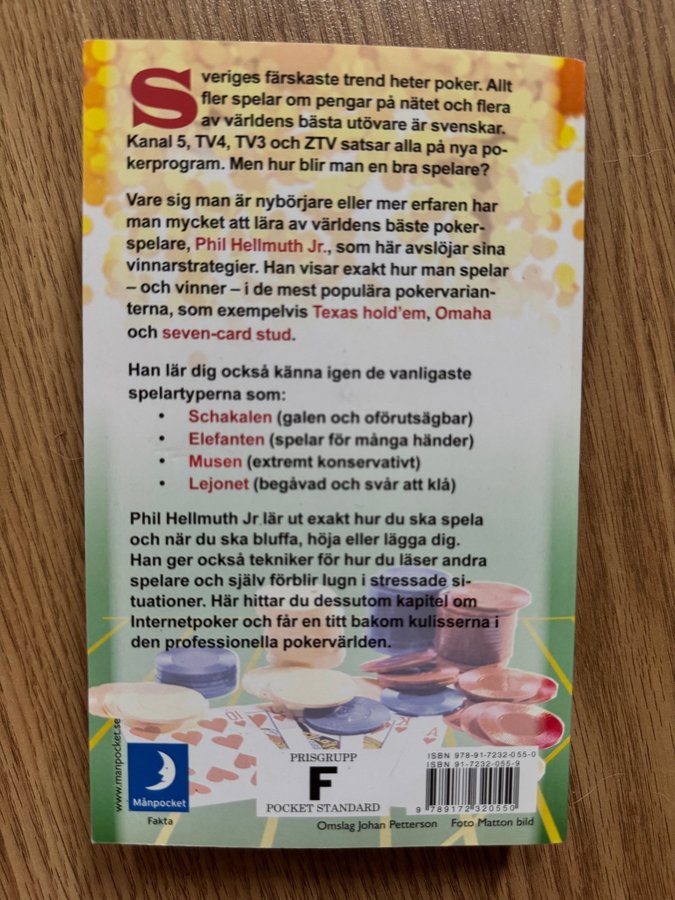 Sveriges färskaste trend heter poker. Allt
fler spelar om pengar på nätet och flera
av världens bästa utövare är svenskar.
Kanal 5, TV4, TV3 och ZTV satsar alla på nya po-
kerprogram. Men hur blir man en bra spelare?
Vare sig man är nybörjare eller mer erfaren har
man mycket att lära av världens bäste poker-
spelare, Phil Hellmuth Jr., som här avslöjar sina
vinnarstrategier. Han visar exakt hur man spelar
– och vinner – i de mest populära pokervarian-
terna, som exempelvis Texas hold'em, Omaha
och seven-card stud.
Han lär dig också känna igen de vanligaste
spelartyperna som:
• Schakalen (galen och oförutsägbar)
• Elefanten (spelar för många händer)
• Musen (extremt konservativt)
• Lejonet (begåvad och svår att klå)
Phil Hellmuth Jr lär ut exakt hur du ska spela
och när du ska bluffa, höja eller lägga dig.
Han ger också tekniker för hur du läser andra
spelare och själv förblir lugn i stressade si-
tuationer. Här hittar du dessutom kapitel om
Internetpoker och får en titt bakom kulisserna i
den professionella pokervärlden.
www.manpocket.se
Månpocket
Fakta
PRISGRUPP
F
POCKET STANDARD
ISBN 978-91-7232-055-0
ISBN 91-7232-055-9
9 789172 320550
Omslag Johan Petterson Foto Matton bild